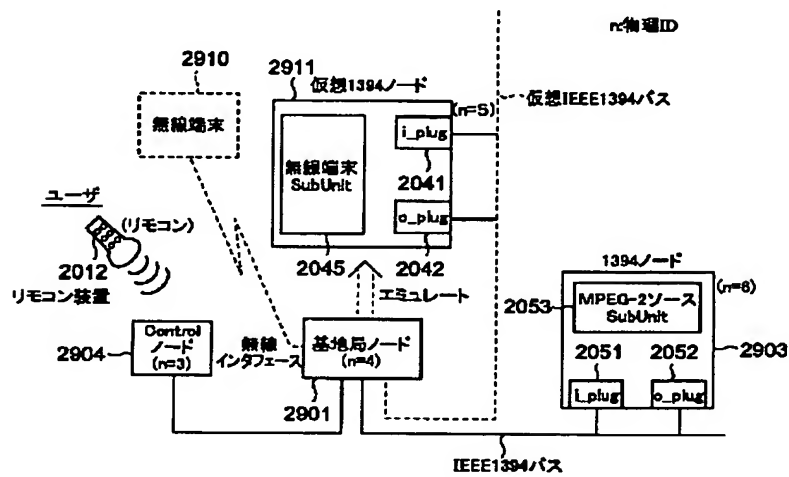 n:物理ID
2910
無線端末
2911
仮想1394ノード
(n=5)
仮想IEEE1394バス
i_plug
2041
無線端末
SubUnit
o_plug
2045
2042
ユーザ
(リモコン)
2012
リモコン装置
エミュレート
1394ノード
(n=6)
2053
MPEG-2ソース
SubUnit
2904
Control
ノード
(n=3)
無線
インタフェース
基地局ノード
(n=4)
2901
2051
2052
2903
i_plug
o_plug
IEEE1394バス